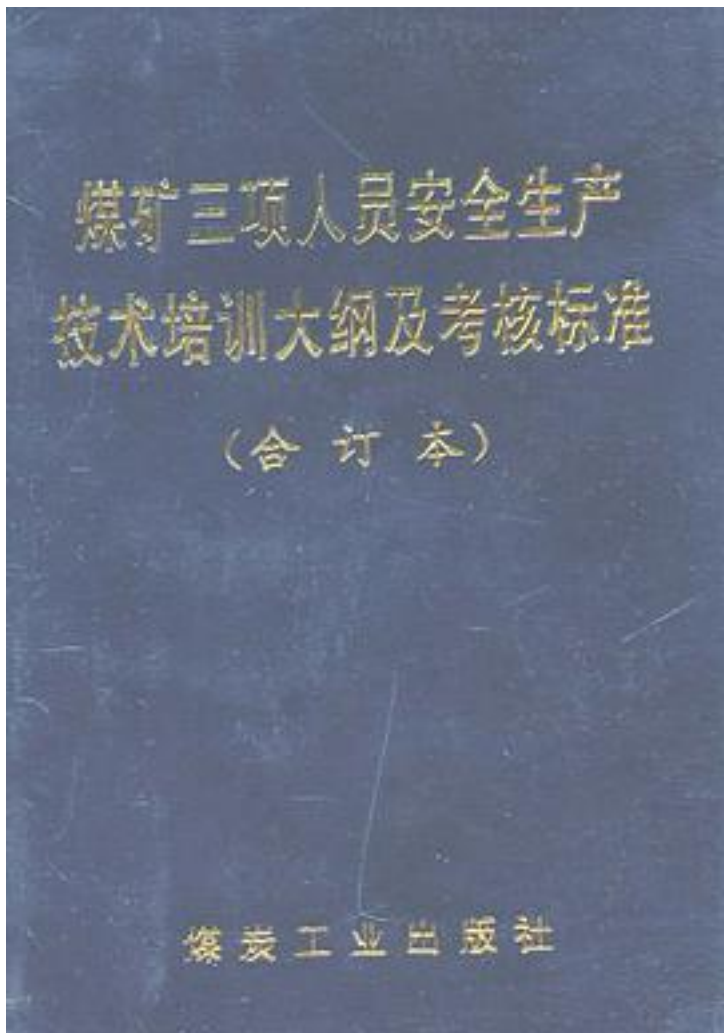 煤矿三项人员安全生产
技术培训大纲及考核标准
（合订本）
煤炭工业出版社